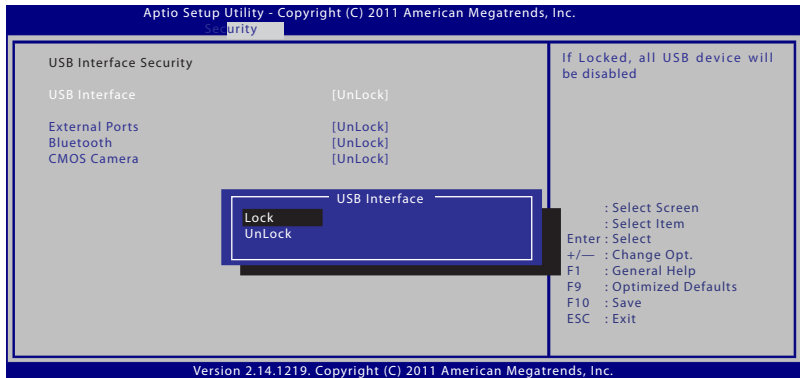 Aptio Setup Utility - Copyright (C) 2011 American Megatrends, Inc.
Security
USB Interface Security
USB Interface [UnLock]
External Ports [UnLock]
Bluetooth [UnLock]
CMOS Camera [UnLock]
USB Interface
Lock
UnLock
If Locked, all USB device will
be disabled
: Select Screen
: Select Item
Enter : Select
+/— : Change Opt.
F1 : General Help
F9 : Optimized Defaults
F10 : Save
ESC : Exit
Version 2.14.1219. Copyright (C) 2011 American Megatrends, Inc.